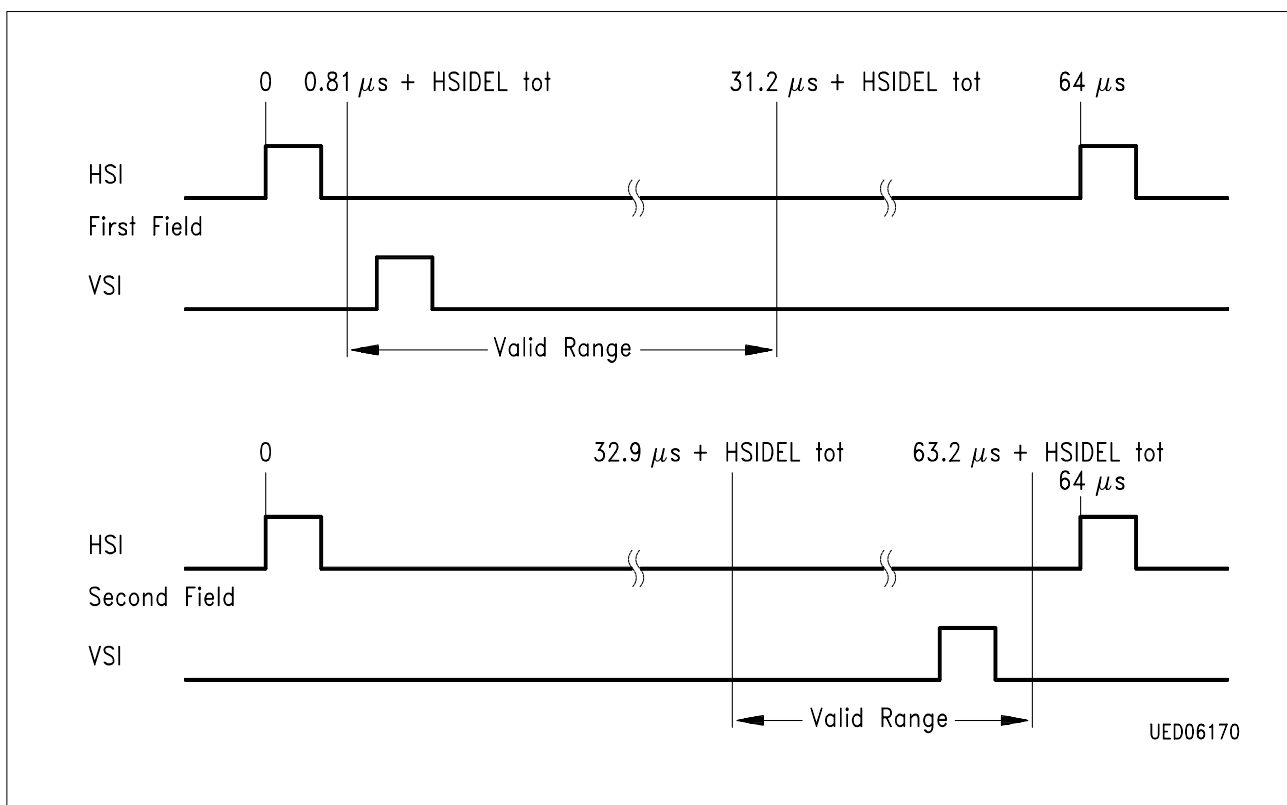 0 0.81 μs + HSIDEL tot 31.2 μs + HSIDEL tot 64 μs
HSI
First Field
VSI
Valid Range
0 32.9 μs + HSIDEL tot 63.2 μs + HSIDEL tot
64 μs
HSI
Second Field
VSI
Valid Range
UED06170